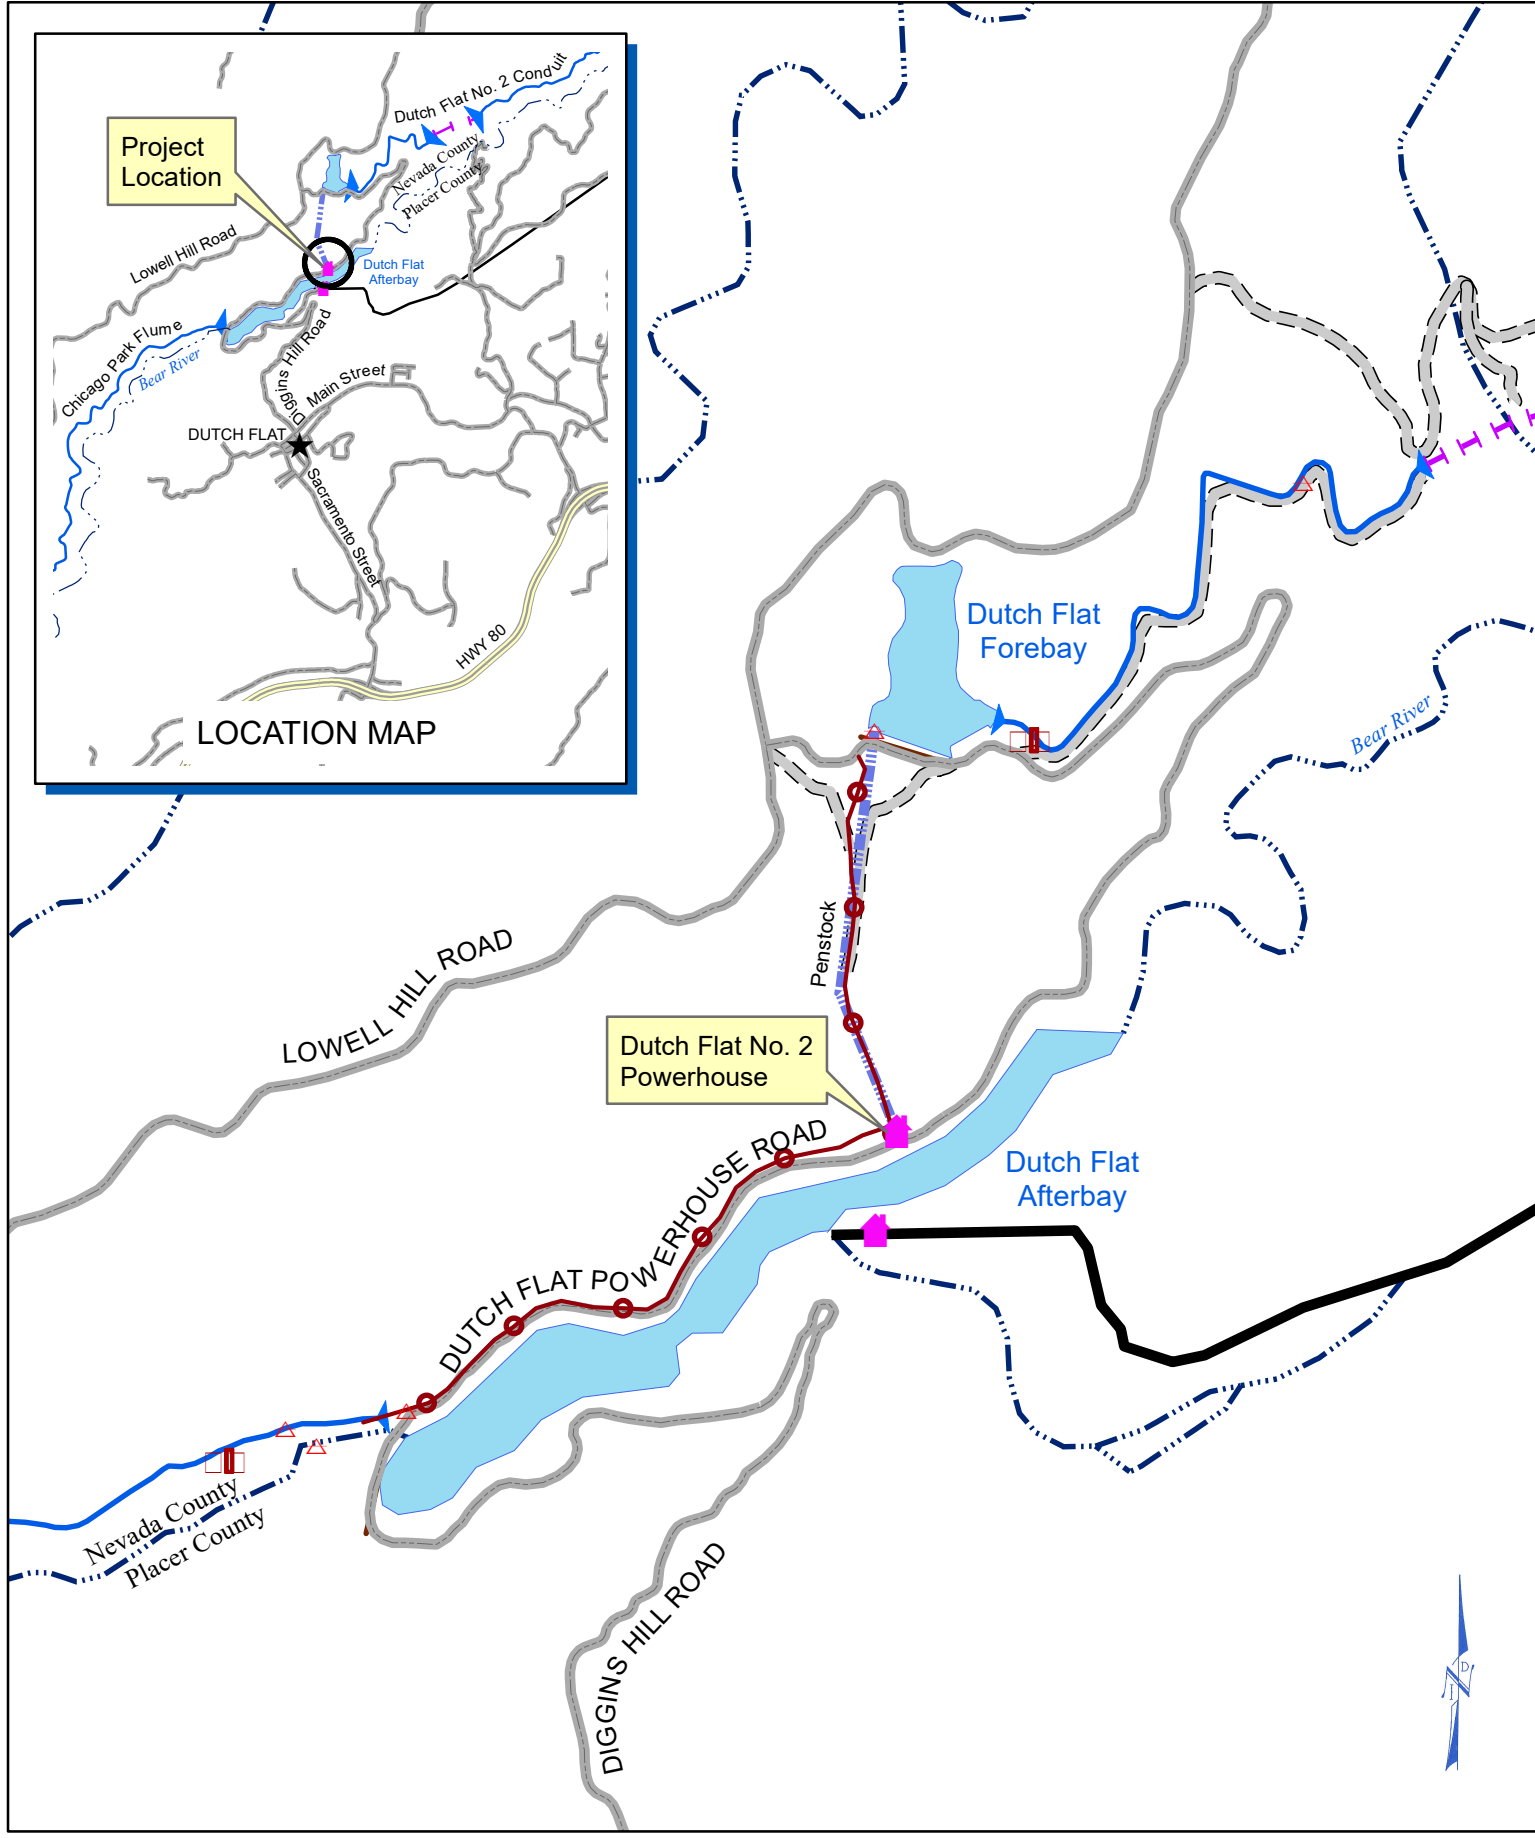 Dutch Flat No. 2 Conduit
Project
Location
Nevada County
Placer County
Lowell Hill Road
Dutch Flat
Afterbay
Chicago Park Flume
Bear River
Diggins Hill Road
Main Street
DUTCH FLAT
Sacramento Street
HWY 80
LOCATION MAP
Dutch Flat
Forebay
Bear River
Penstock
LOWELL HILL ROAD
Dutch Flat No. 2
Powerhouse
DUTCH FLAT POWERHOUSE ROAD
Dutch Flat
Afterbay
Nevada County
Placer County
DIGGINS HILL ROAD
N
I
D